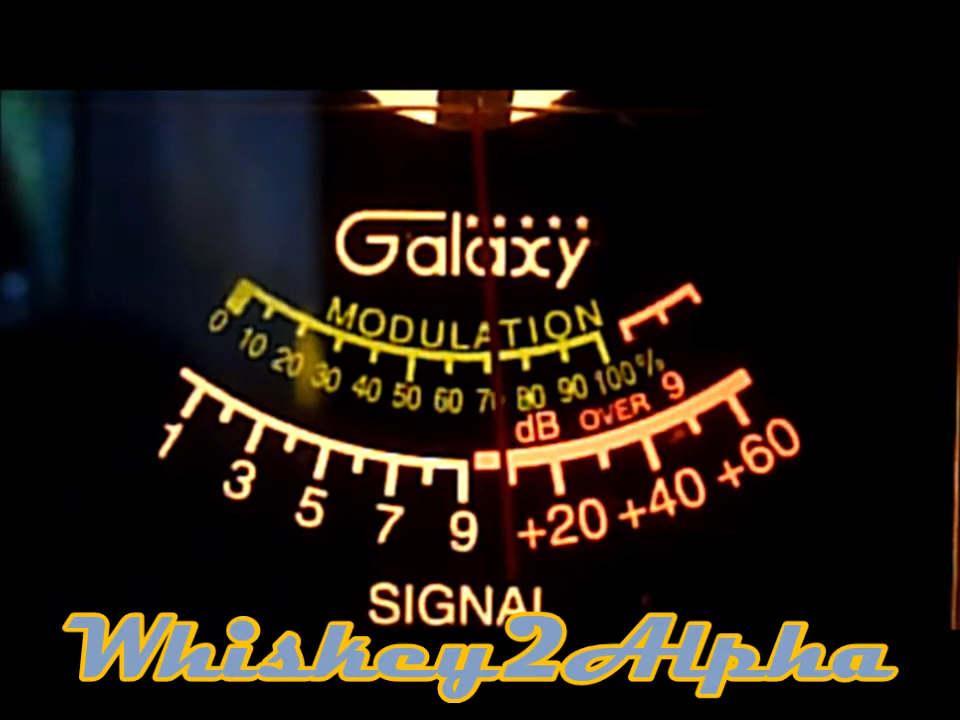 Galaxy
MODULATION
0 10 20 30 40 50 60 70 80 90 100%
dB OVER 9
1 3 5 7 9 +20 +40 +60
SIGNAL
Whiskey2Alpha